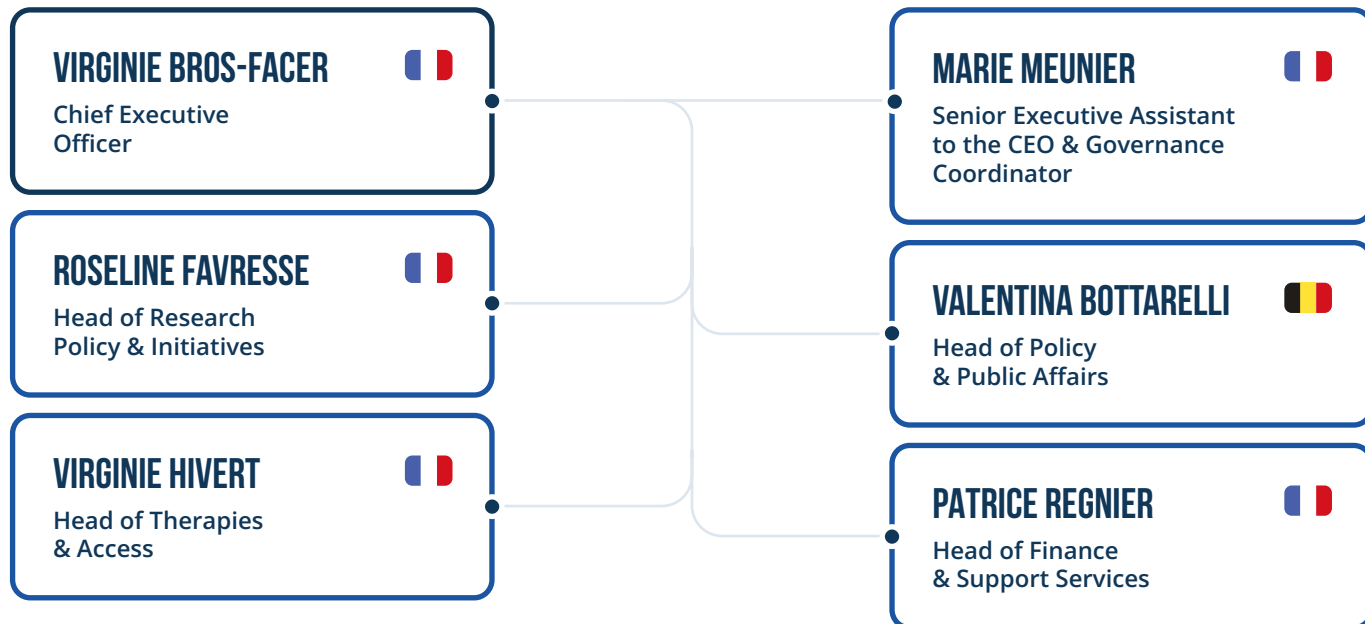 VIRGINIE BROS-FACER
Chief Executive
Officer
MARIE MEUNIER
Senior Executive Assistant
to the CEO & Governance
Coordinator
ROSELINE FAVRESSE
Head of Research
Policy & Initiatives
VALENTINA BOTTARELLI
Head of Policy
& Public Affairs
VIRGINIE HIVERT
Head of Therapies
& Access
PATRICE REGNIER
Head of Finance
& Support Services